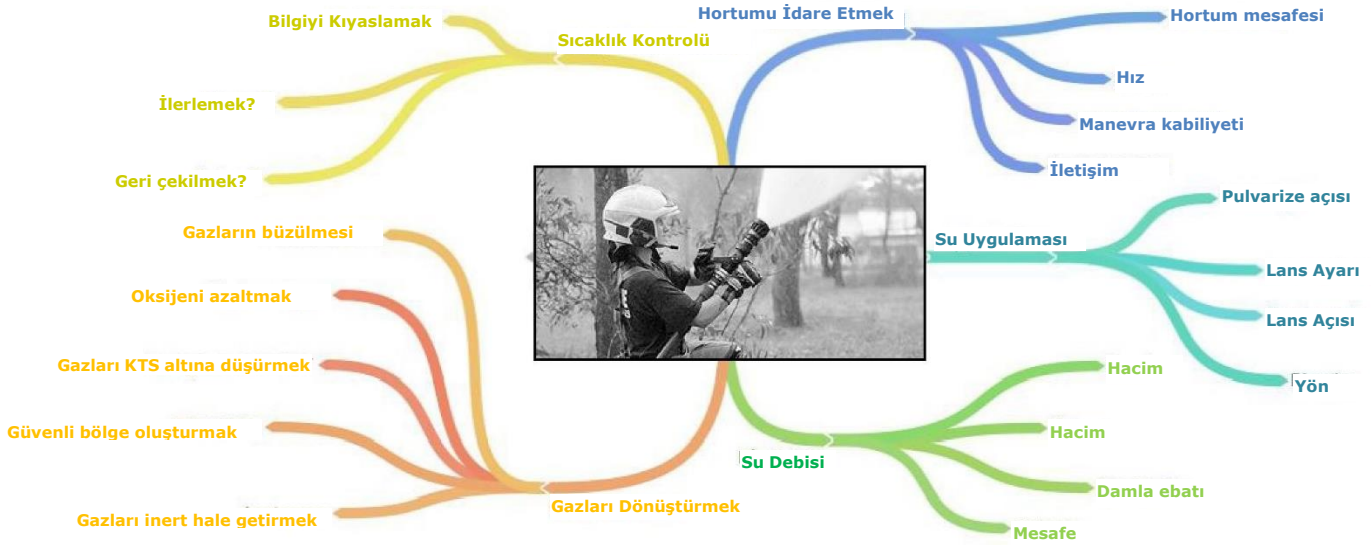 Sıcaklık Kontrolü
Bilgiyi Kıyaslamak
İlerlemek?
Geri çekilmek?
Hortumu İdare Etmek
Hortum mesafesi
Hız
Manevra kabiliyeti
İletişim
Su Uygulaması
Pulvarize açısı
Lans Ayarı
Lans Açısı
Yön
Su Debisi
Hacim
Hacim
Damla ebatı
Mesafe
Gazları Dönüştürmek
Gazların büzülmesi
Oksijeni azaltmak
Gazları KTS altına düşürmek
Güvenli bölge oluşturmak
Gazları inert hale getirmek